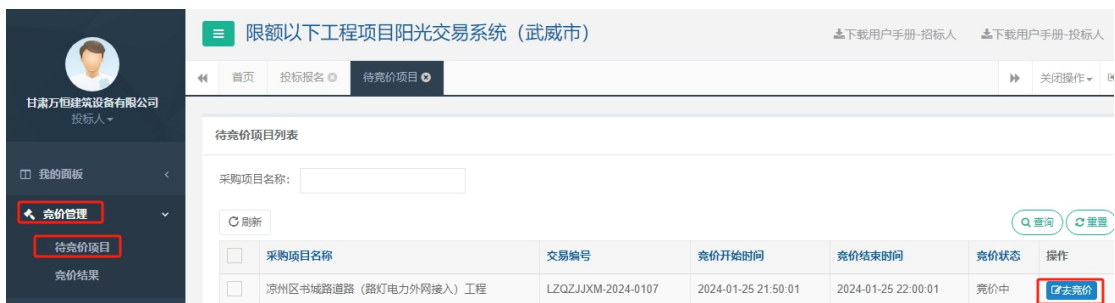 限额以下工程项目阳光交易系统（武威市）
下载用户手册-招标人
下载用户手册-投标人
首页
投标报名
待竞价项目
关闭操作
甘肃万恒建筑设备有限公司
投标人
我的面板
竞价管理
待竞价项目
竞价结果
待竞价项目列表
采购项目名称：
刷新
查询
重置
采购项目名称 交易编号 竞价开始时间 竞价结束时间 竞价状态 操作
凉州区书城路道路（路灯电力外网接入）工程 LZQZJJXM-2024-0107 2024-01-25 21:50:01 2024-01-25 22:00:01 竞价中 去竞价